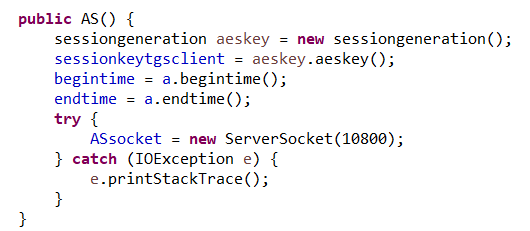 public AS() {
    sessiongeneration aeskey = new sessiongeneration();
    sessionkeytgsclient = aeskey.aeskey();
    begintime = a.begintime();
    endtime = a.endtime();
    try {
        ASsocket = new ServerSocket(10800);
    } catch (IOException e) {
        e.printStackTrace();
    }
}